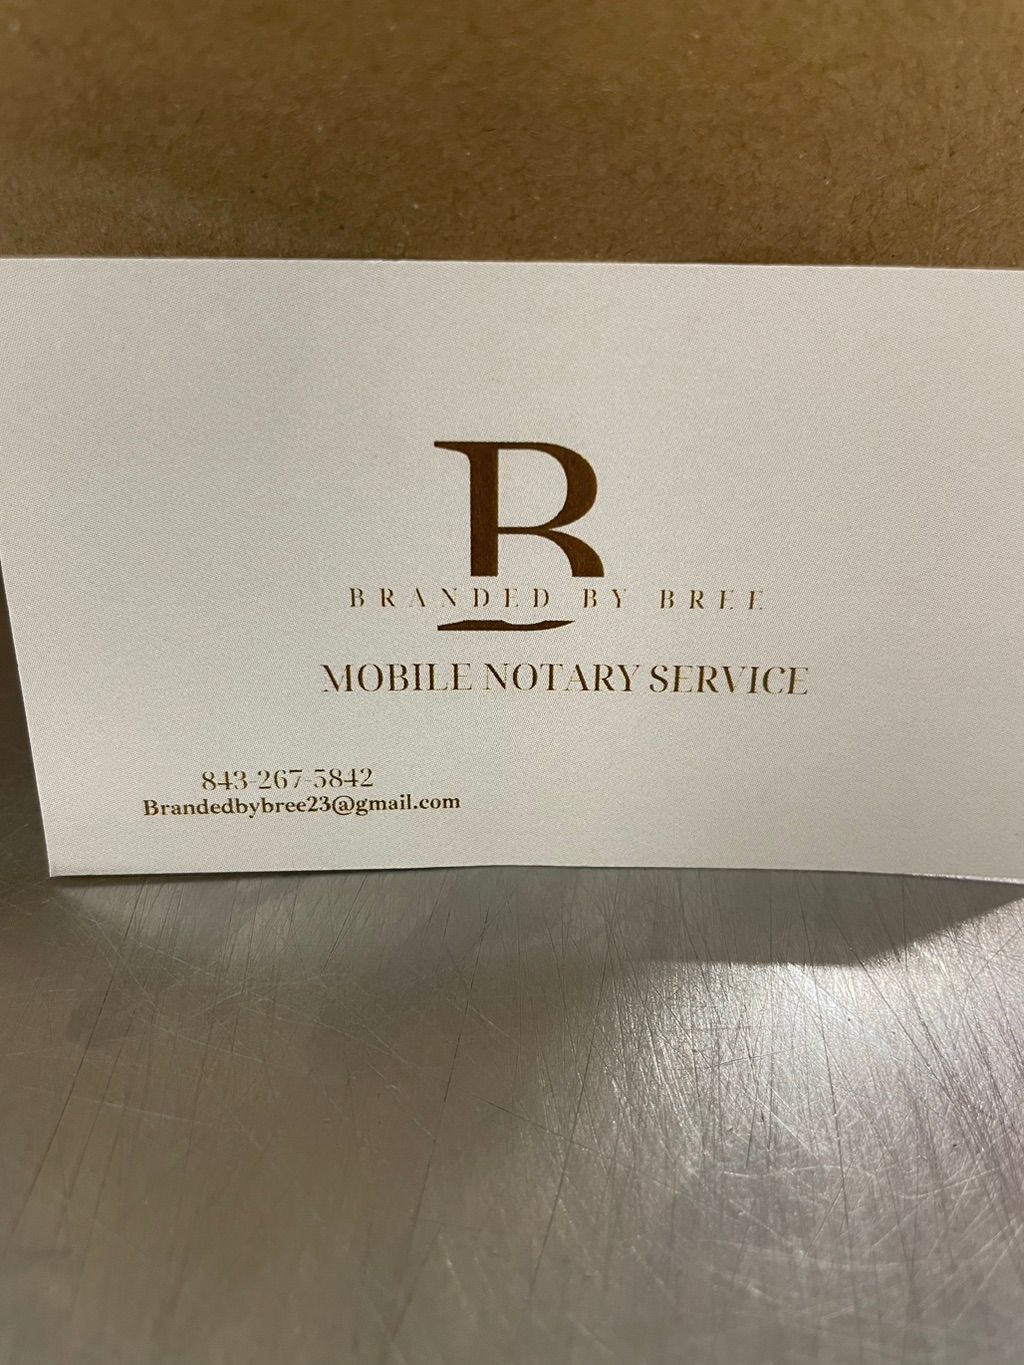 B
BRANDED BY BREE
MOBILE NOTARY SERVICE
843-267-5842
Brandedbybree23@gmail.com